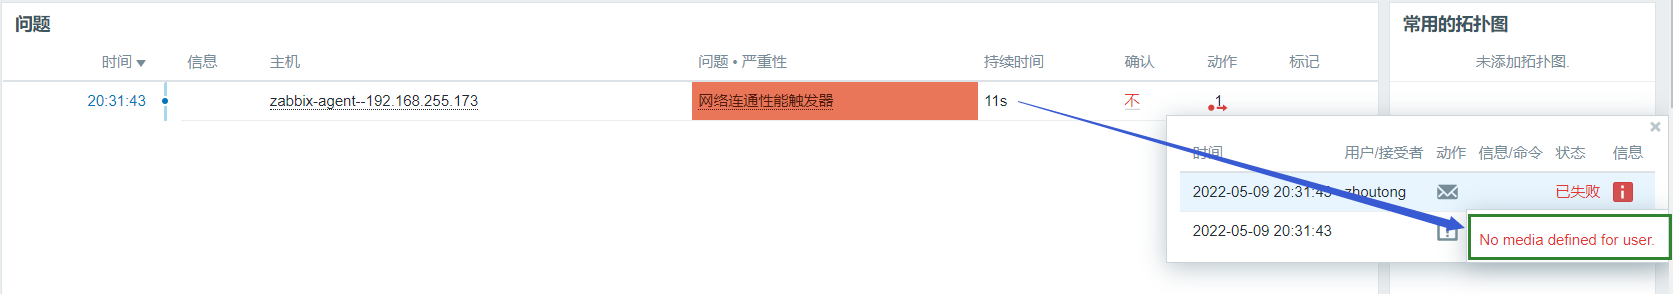 问题
常用的拓扑图
时间 信息 主机 问题 • 严重性 持续时间 确认 动作 标记
未添加拓扑图.
20:31:43 zabbix-agent--192.168.255.173 网络连通性能触发器 11s 不 1
时间 用户/接受者 动作 信息/命令 状态 信息
2022-05-09 20:31:43 zhoutong 已失败
2022-05-09 20:31:43
No media defined for user.